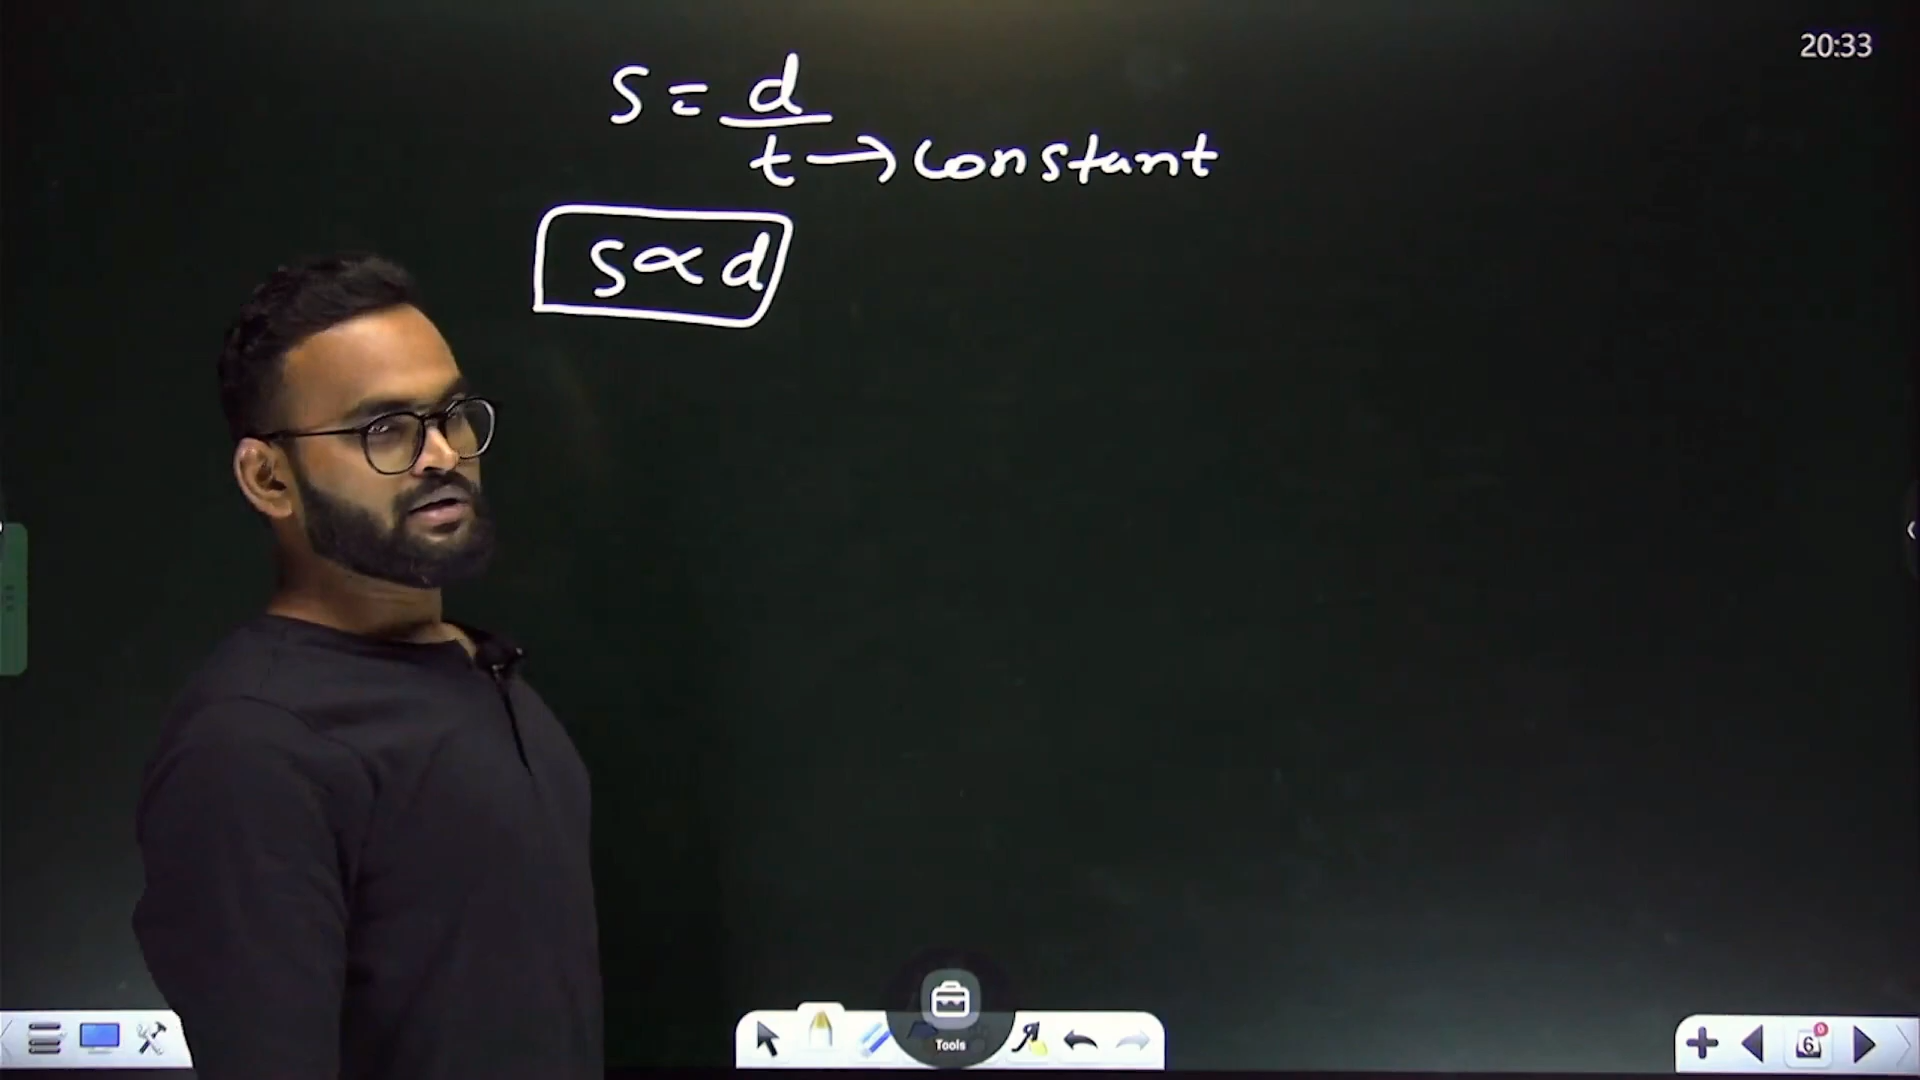 20:33
S = d/t → constant
S ∝ d
Tools
6